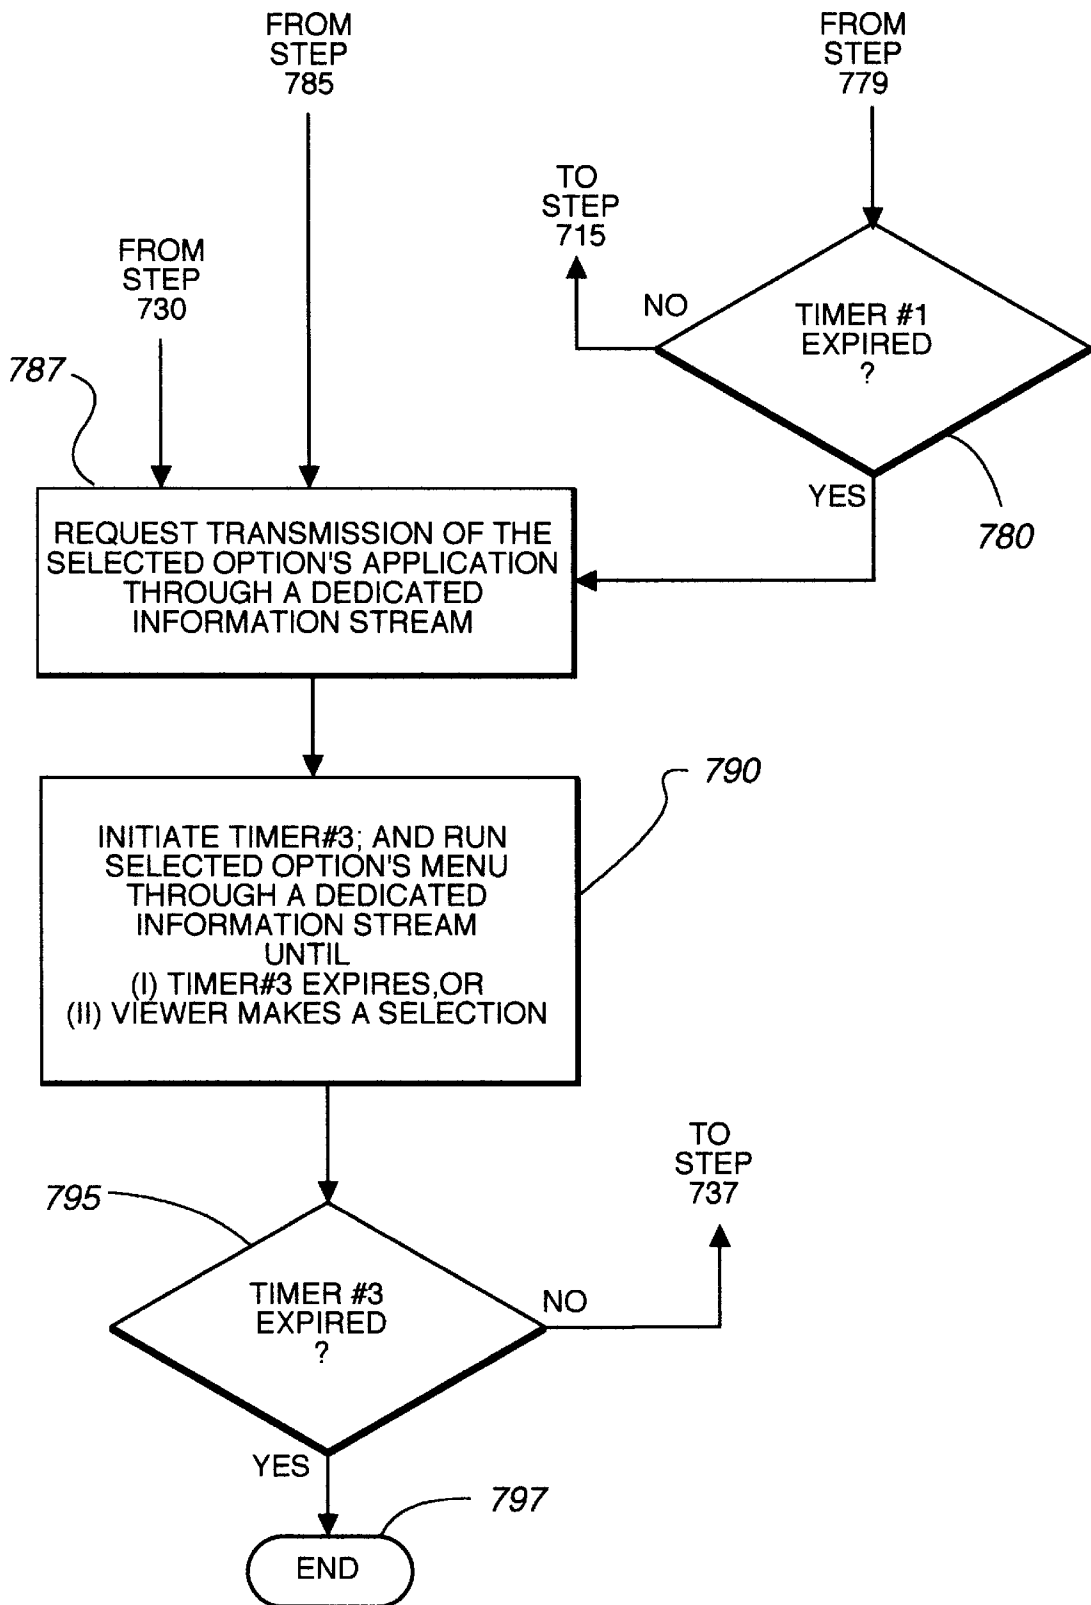 FROM
STEP
785
FROM
STEP
779
TO
STEP
715
FROM
STEP
730
NO
TIMER #1
EXPIRED
?
787
YES
780
REQUEST TRANSMISSION OF THE
SELECTED OPTION'S APPLICATION
THROUGH A DEDICATED
INFORMATION STREAM
790
INITIATE TIMER#3; AND RUN
SELECTED OPTION'S MENU
THROUGH A DEDICATED
INFORMATION STREAM
UNTIL
(I) TIMER#3 EXPIRES,OR
(II) VIEWER MAKES A SELECTION
TO
STEP
737
795
TIMER #3
EXPIRED
?
NO
YES
797
END